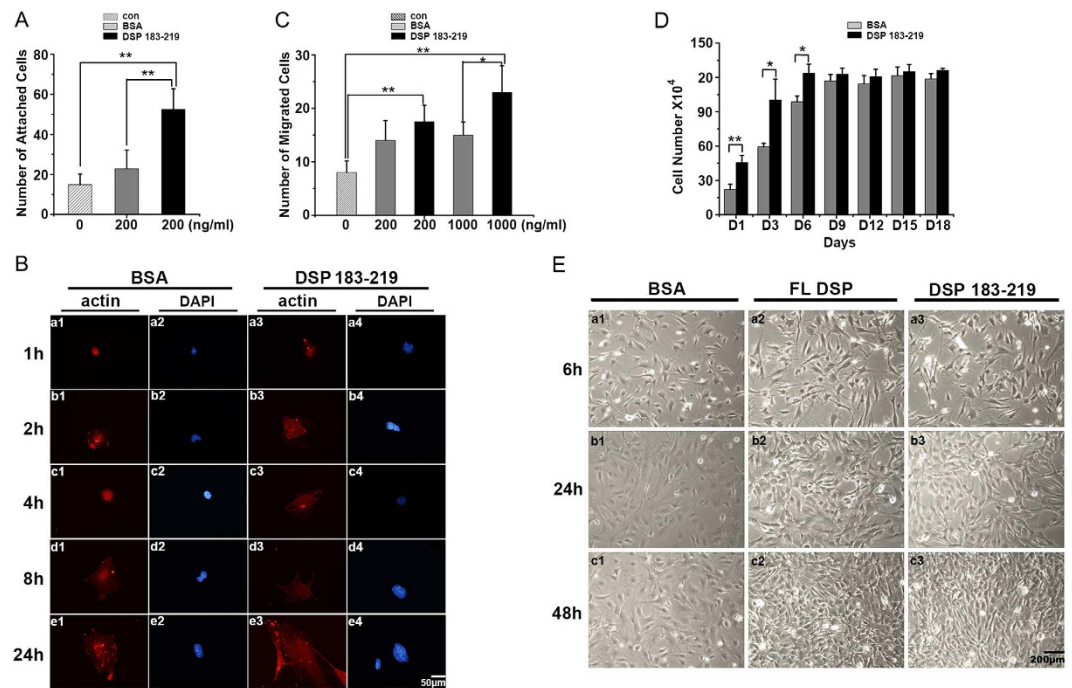 A
con
BSA
DSP 183-219
Number of Attached Cells
80
60
40
20
0
**
**
0 200 200 (ng/ml)
C
con
BSA
DSP 183-219
Number of Migrated Cells
30
20
10
0
**
*
**
0 200 200 1000 1000 (ng/ml)
D
BSA
DSP 183-219
Cell Number X10⁴
150
120
90
60
30
0
**
*
*
D1 D3 D6 D9 D12 D15 D18
Days
B
BSA DSP 183-219
actin DAPI actin DAPI
1h a1 a2 a3 a4
2h b1 b2 b3 b4
4h c1 c2 c3 c4
8h d1 d2 d3 d4
24h e1 e2 e3 e4
50µm
E
BSA FL DSP DSP 183-219
6h a1 a2 a3
24h b1 b2 b3
48h c1 c2 c3
200µm